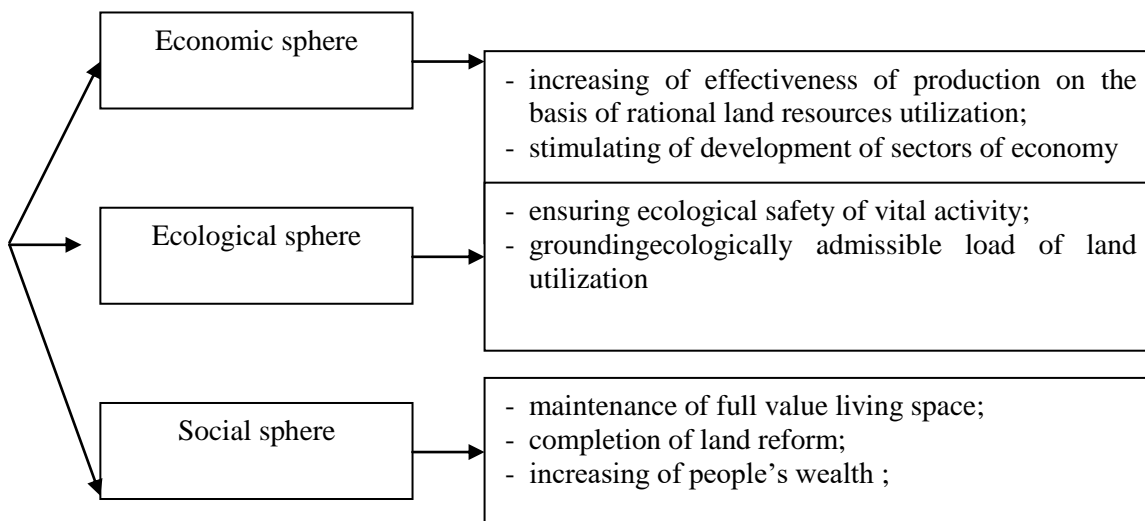 Economic sphere
- increasing of effectiveness of production on the
basis of rational land resources utilization;
- stimulating of development of sectors of economy
Ecological sphere
- ensuring ecological safety of vital activity;
- groundingecologically admissible load of land
utilization
Social sphere
- maintenance of full value living space;
- completion of land reform;
- increasing of people’s wealth ;